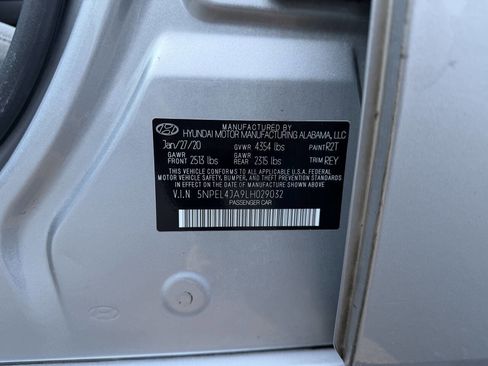 MANUFACTURED BY
HYUNDAI MOTOR MANUFACTURING ALABAMA, LLC
Jan/27/20 GVWR 4354 lbs PAINT R2T
GAWR FRONT 2513 lbs GAWR REAR 2315 lbs TRIM REY
THIS VEHICLE CONFORMS TO ALL APPLICABLE U.S.A. FEDERAL
MOTOR VEHICLE SAFETY, BUMPER, AND THEFT PREVENTION
STANDARDS IN EFFECT ON THE DATE OF MANUFACTURE SHOWN ABOVE.
V.I.N 5NPEL47A9LH029032
PASSENGER CAR